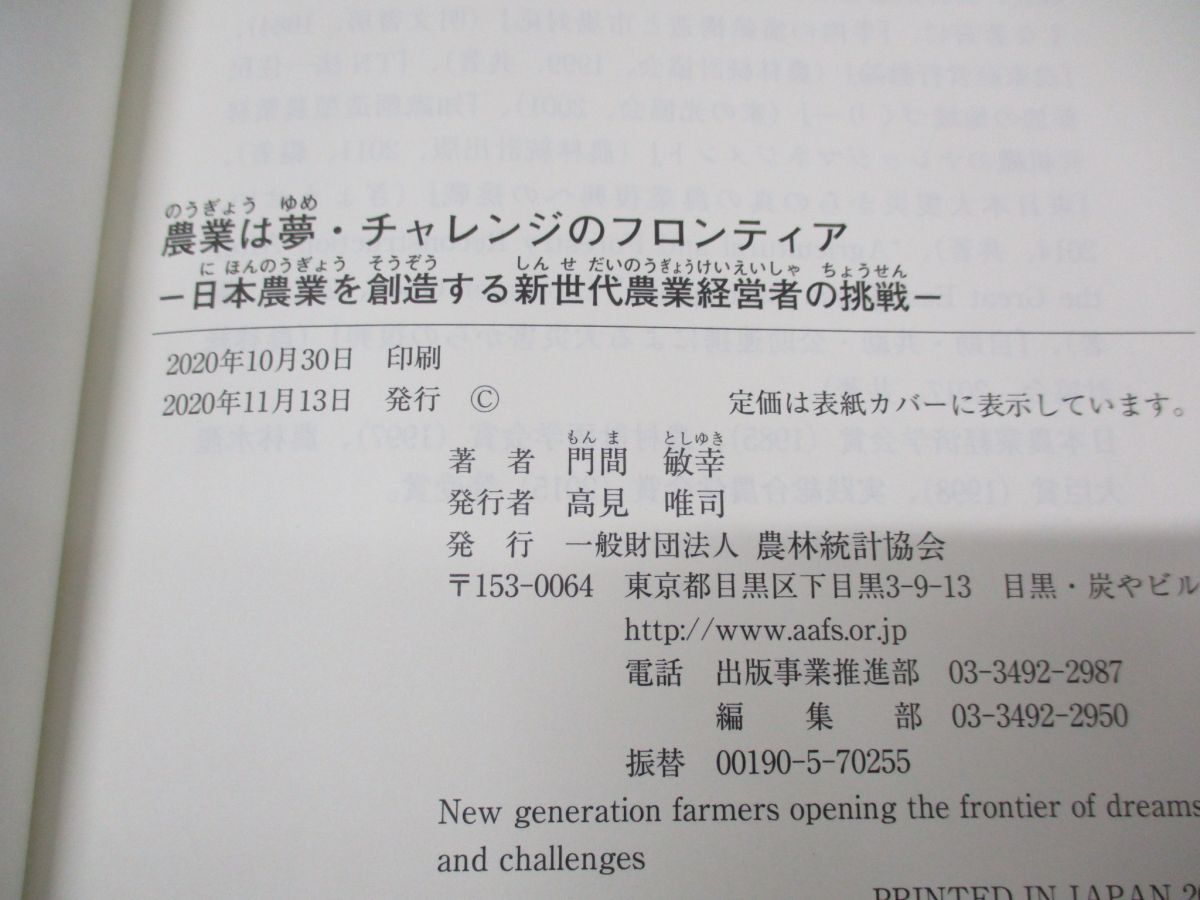 のうぎょう ゆめ
農業は夢・チャレンジのフロンティア
に ほんのうぎょう そうぞう しん せ だいのうぎょうけいえいしゃ ちょうせん
―日本農業を創造する新世代農業経営者の挑戦
2020年10月30日 印刷
2020年11月13日 発行 ©
定価は表紙カバーに表示しています。
もん ま としゆき
著 者 門間 敏幸
発行者 高見 唯司
発 行 一般財団法人 農林統計協会
〒153-0064 東京都目黒区下目黒3-9-13 目黒・炭やビル
http://www.aafs.or.jp
電話 出版事業推進部 03-3492-2987
編 集 部 03-3492-2950
振替 00190-5-70255
New generation farmers opening the frontier of dreams
and challenges
PRINTED IN JAPAN 20